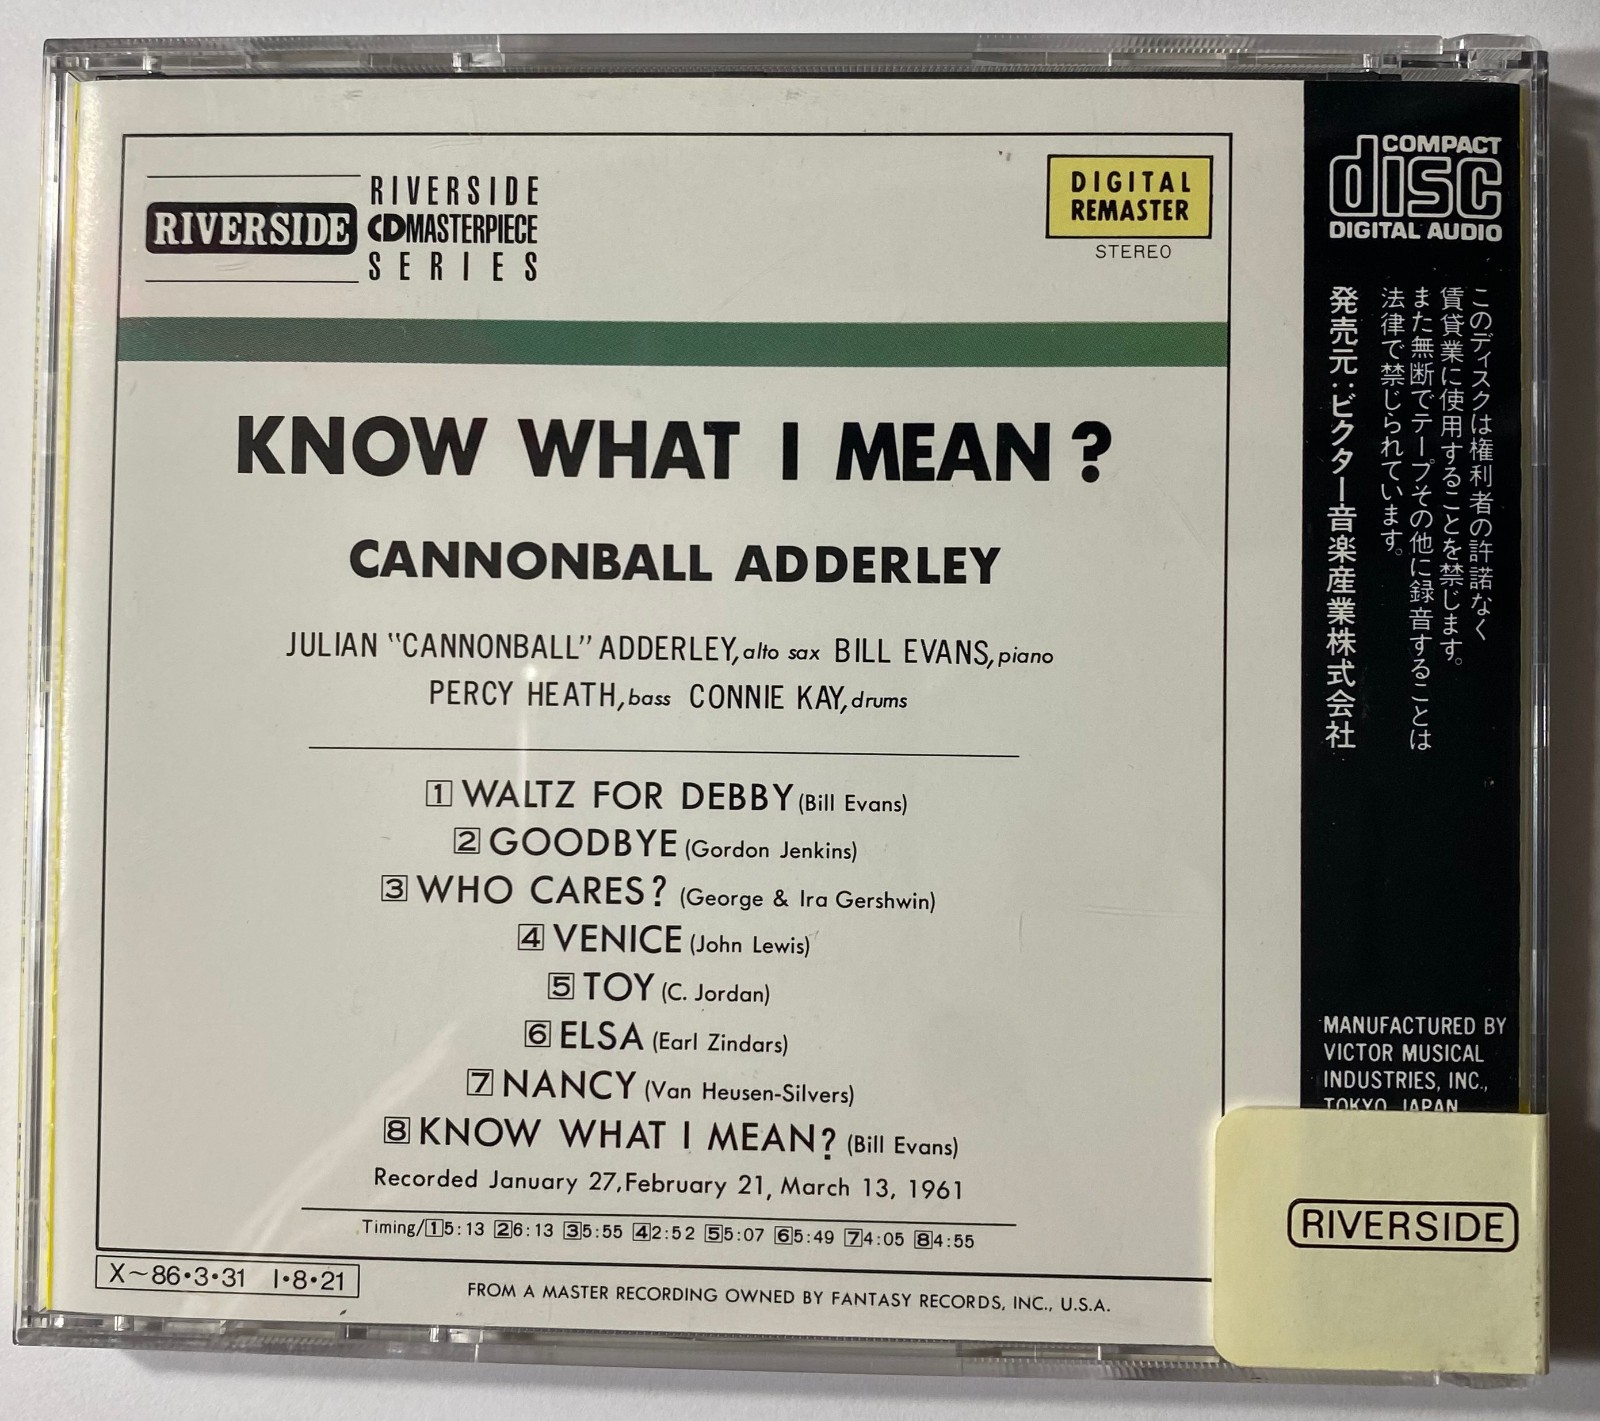 RIVERSIDE
RIVERSIDE
CDMASTERPIECE
SERIES
DIGITAL
REMASTER
STEREO
KNOW WHAT I MEAN?
CANNONBALL ADDERLEY
JULIAN "CANNONBALL" ADDERLEY, alto sax BILL EVANS, piano
PERCY HEATH, bass CONNIE KAY, drums
1 WALTZ FOR DEBBY (Bill Evans)
2 GOODBYE (Gordon Jenkins)
3 WHO CARES? (George & Ira Gershwin)
4 VENICE (John Lewis)
5 TOY (C. Jordan)
6 ELSA (Earl Zindars)
7 NANCY (Van Heusen-Silvers)
8 KNOW WHAT I MEAN? (Bill Evans)
Recorded January 27, February 21, March 13, 1961
Timing/1 5:13 2 6:13 3 5:55 4 2:52 5 5:07 6 5:49 7 4:05 8 4:55
X~86•3•31 I•8•21
FROM A MASTER RECORDING OWNED BY FANTASY RECORDS, INC., U.S.A.
COMPACT
disc
DIGITAL AUDIO
このディスクは権利者の許諾なく
賃貸業に使用することを禁じます。
また無断でテープその他に録音することは
法律で禁じられています。
発売元：ビクター音楽産業株式会社
MANUFACTURED BY
VICTOR MUSICAL
INDUSTRIES, INC.,
TOKYO, JAPAN
RIVERSIDE